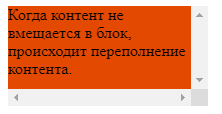 Когда контент не
вмещается в блок,
происходит переполнение
контента.